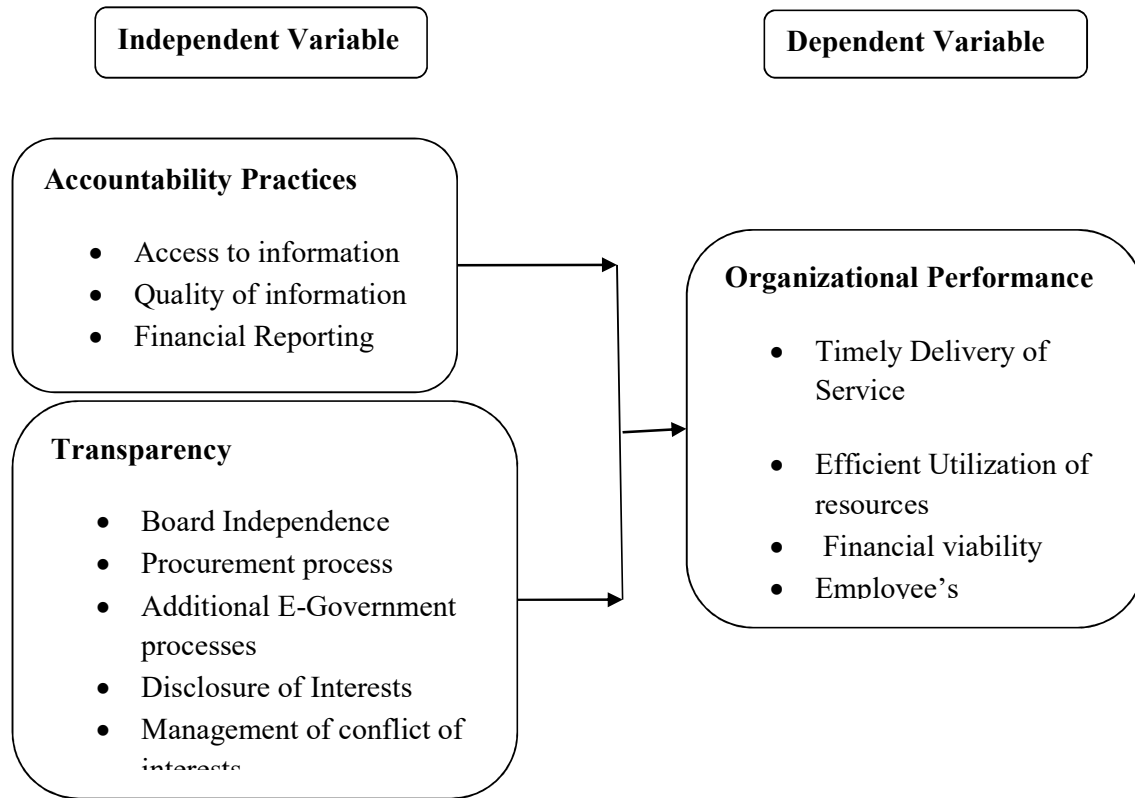 Independent Variable
Dependent Variable
Accountability Practices
• Access to information
• Quality of information
• Financial Reporting
Transparency
• Board Independence
• Procurement process
• Additional E-Government
processes
• Disclosure of Interests
• Management of conflict of
interests
Organizational Performance
• Timely Delivery of
Service
• Efficient Utilization of
resources
• Financial viability
• Employee’s